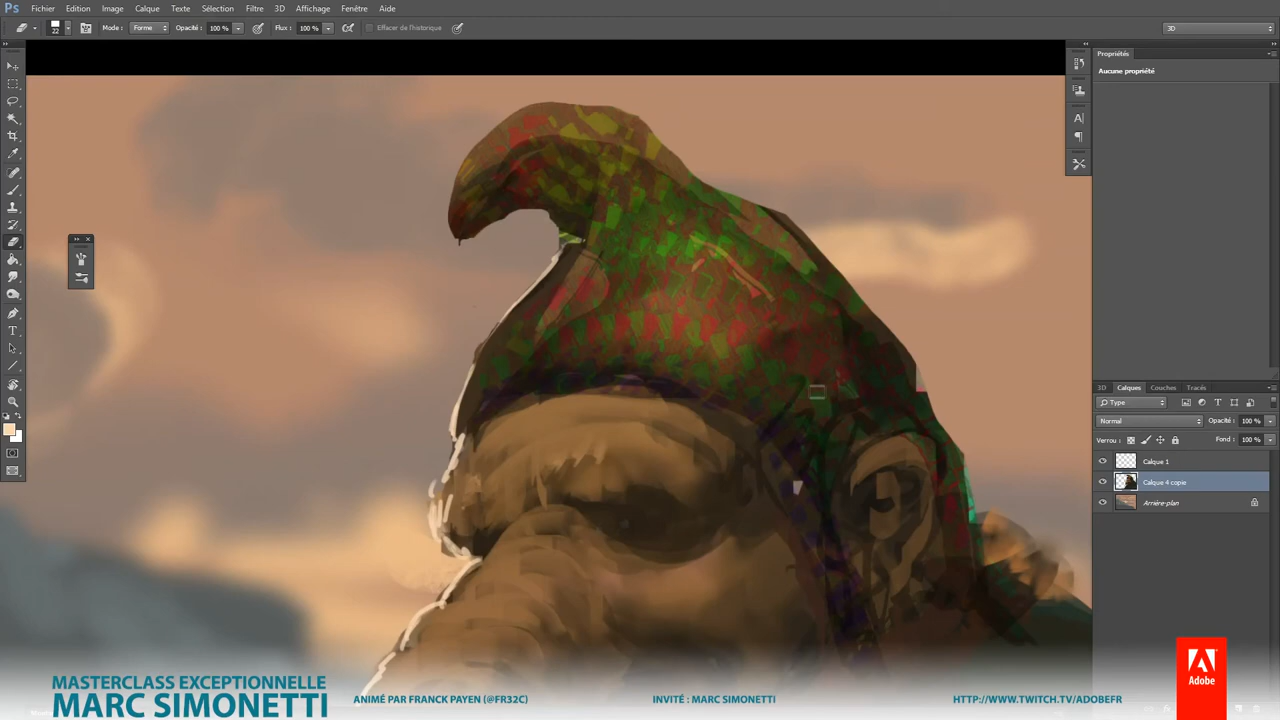 Ps Fichier Edition Image Calque Texte Sélection Filtre 3D Affichage Fenêtre Aide
22 Mode : Forme Opacité : 100 % Flux : 100 % Effacer de l'historique 3D
Propriétés
Aucune propriété
3D Calques Couches Tracés
Type
Normal Opacité : 100 %
Verrou : Fond : 100 %
Calque 1
Calque 4 copie
Arrière-plan
MASTERCLASS EXCEPTIONNELLE
MARC SIMONETTI
ANIMÉ PAR FRANCK PAYEN (@FR32C)
INVITÉ : MARC SIMONETTI
HTTP://WWW.TWITCH.TV/ADOBEFR
Adobe